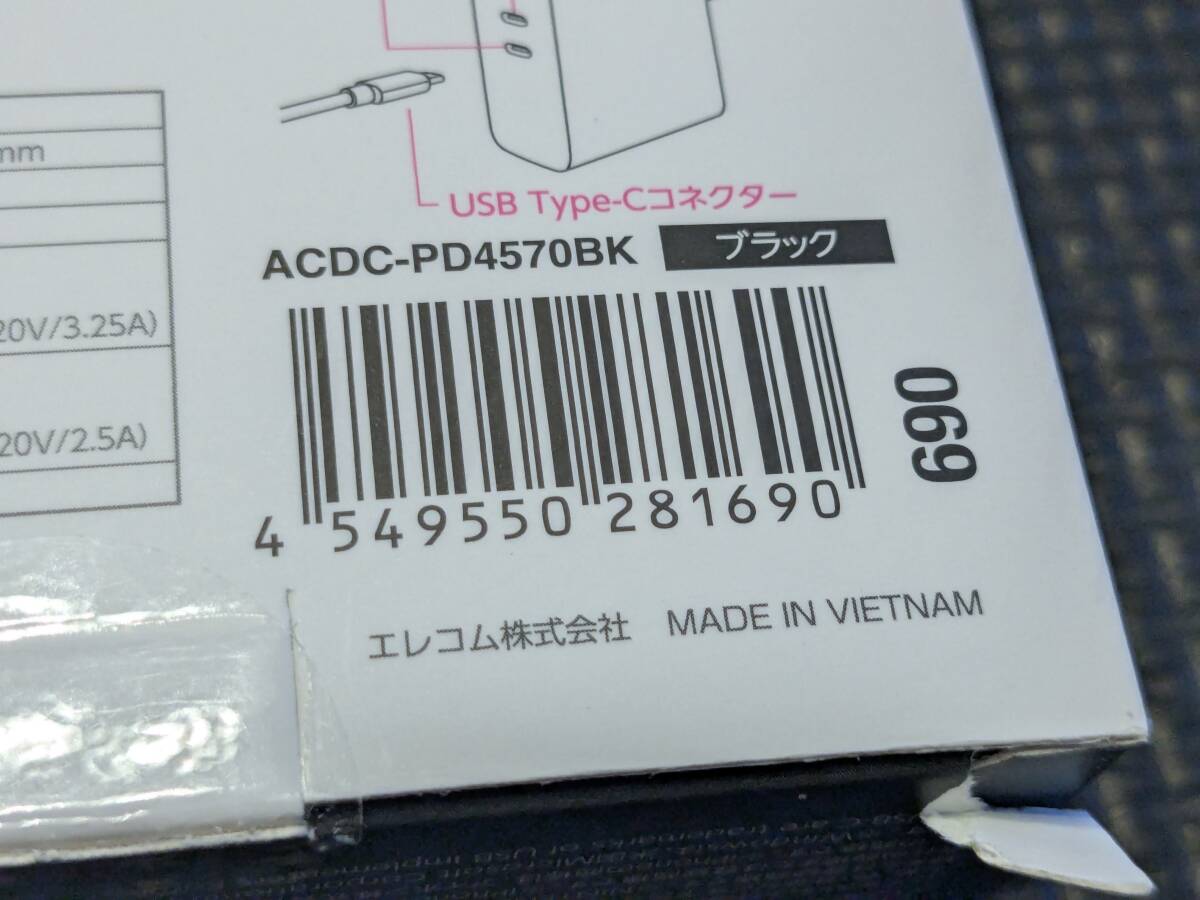 mm
USB Type-Cコネクター
ACDC-PD4570BK ブラック
20V/3.25A)
20V/2.5A)
690
4 549550 281690
エレコム株式会社 MADE IN VIETNAM